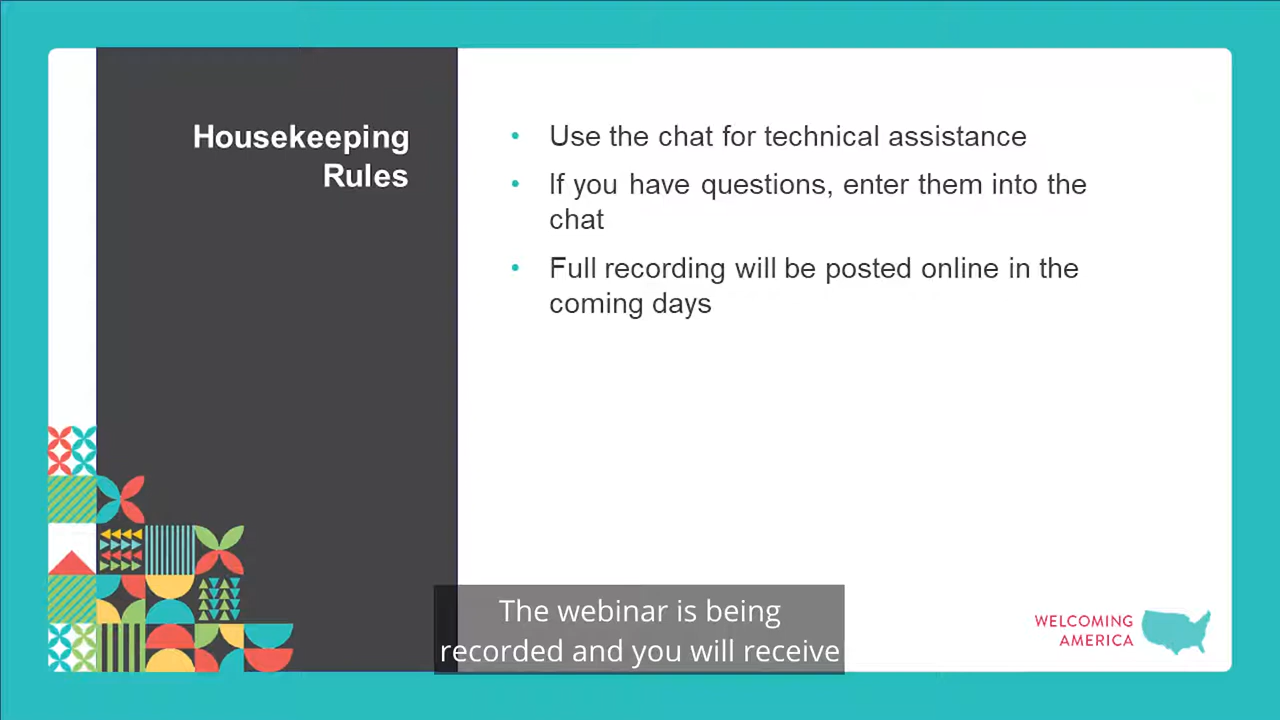 Housekeeping
Rules
• Use the chat for technical assistance
• If you have questions, enter them into the
chat
• Full recording will be posted online in the
coming days
The webinar is being
recorded and you will receive
WELCOMING
AMERICA